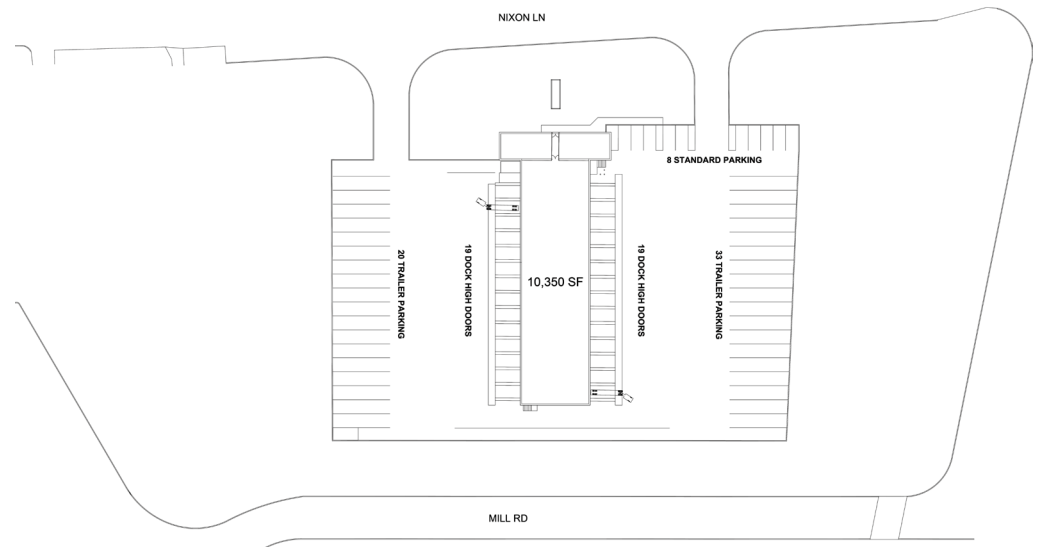 NIXON LN
8 STANDARD PARKING
20 TRAILER PARKING
19 DOCK HIGH DOORS
10,350 SF
19 DOCK HIGH DOORS
33 TRAILER PARKING
MILL RD